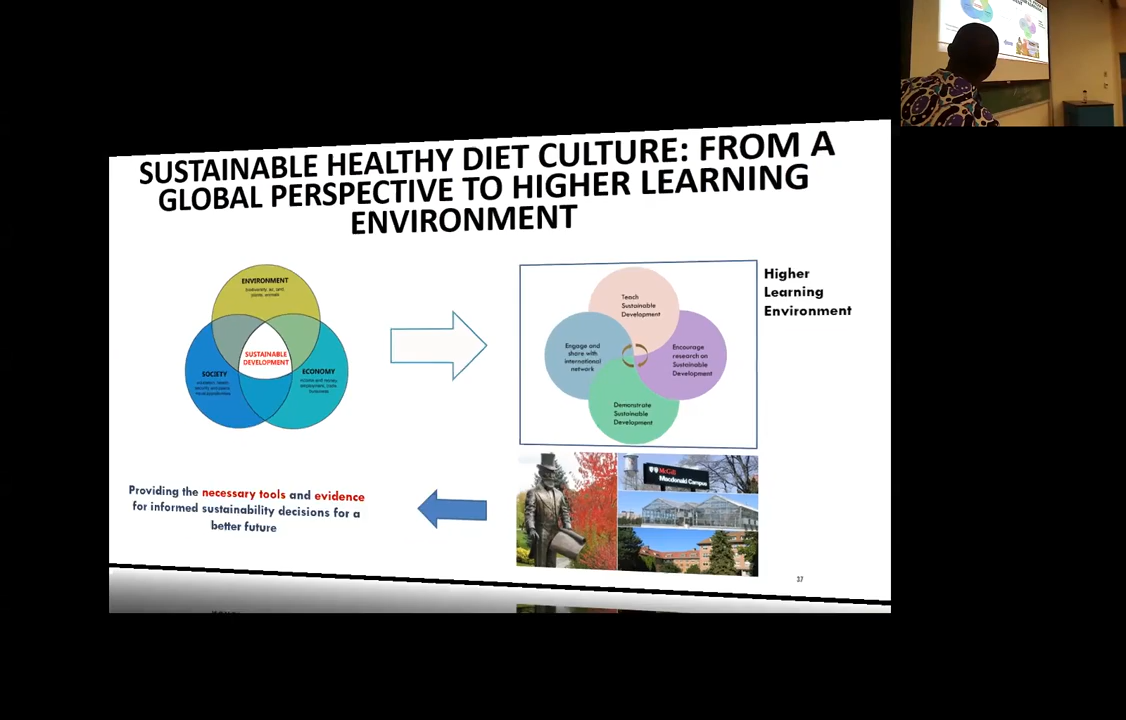 SUSTAINABLE HEALTHY DIET CULTURE: FROM A
GLOBAL PERSPECTIVE TO HIGHER LEARNING
ENVIRONMENT
ENVIRONMENT
SUSTAINABLE
DEVELOPMENT
SOCIETY
ECONOMY
Teach
Sustainable
Development
Engage and
share with
international
network
Encourage
research on
Sustainable
Development
Demonstrate
Sustainable
Development
Higher
Learning
Environment
McGill
Macdonald Campus
Providing the necessary tools and evidence
for informed sustainability decisions for a
better future
37